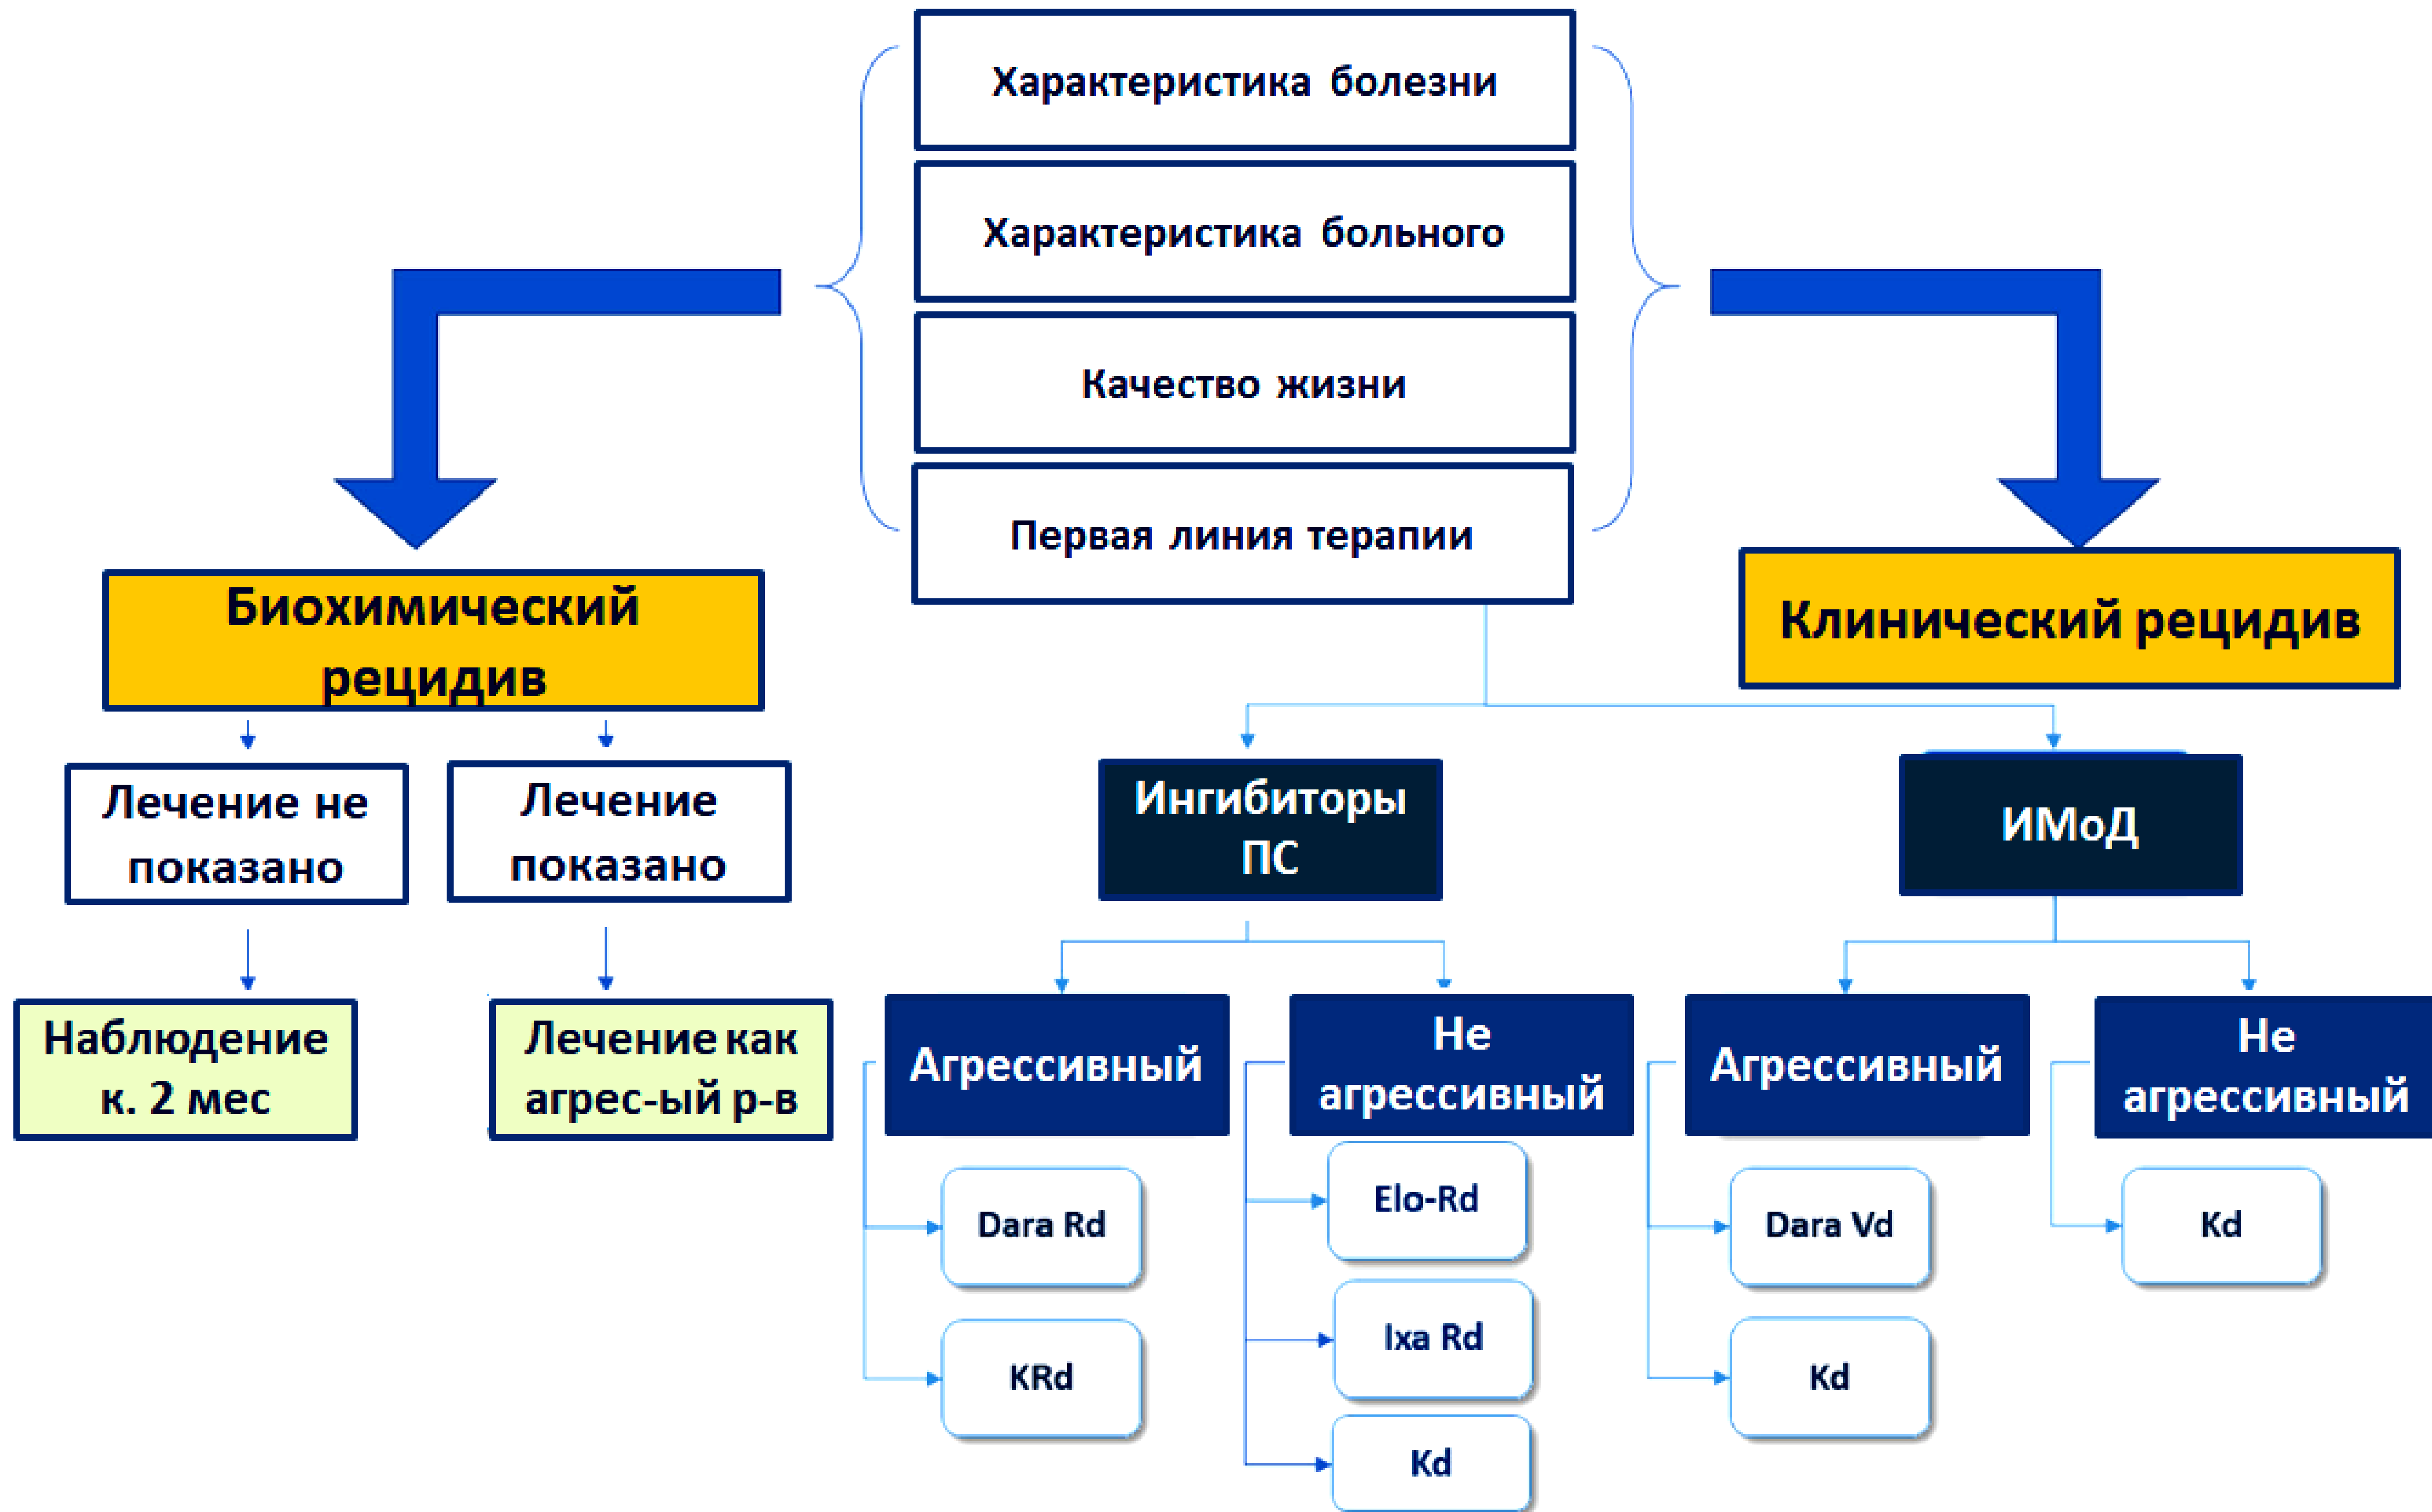 Характеристика болезни
Характеристика больного
Качество жизни
Первая линия терапии
Биохимический
рецидив
Клинический рецидив
Лечение не
показано
Лечение
показано
Ингибиторы
ПС
ИМоД
Наблюдение
к. 2 мес
Лечение как
агрес-ый р-в
Агрессивный
Не
агрессивный
Агрессивный
Не
агрессивный
Dara Rd
KRd
Elo-Rd
Ixa Rd
Kd
Dara Vd
Kd
Kd